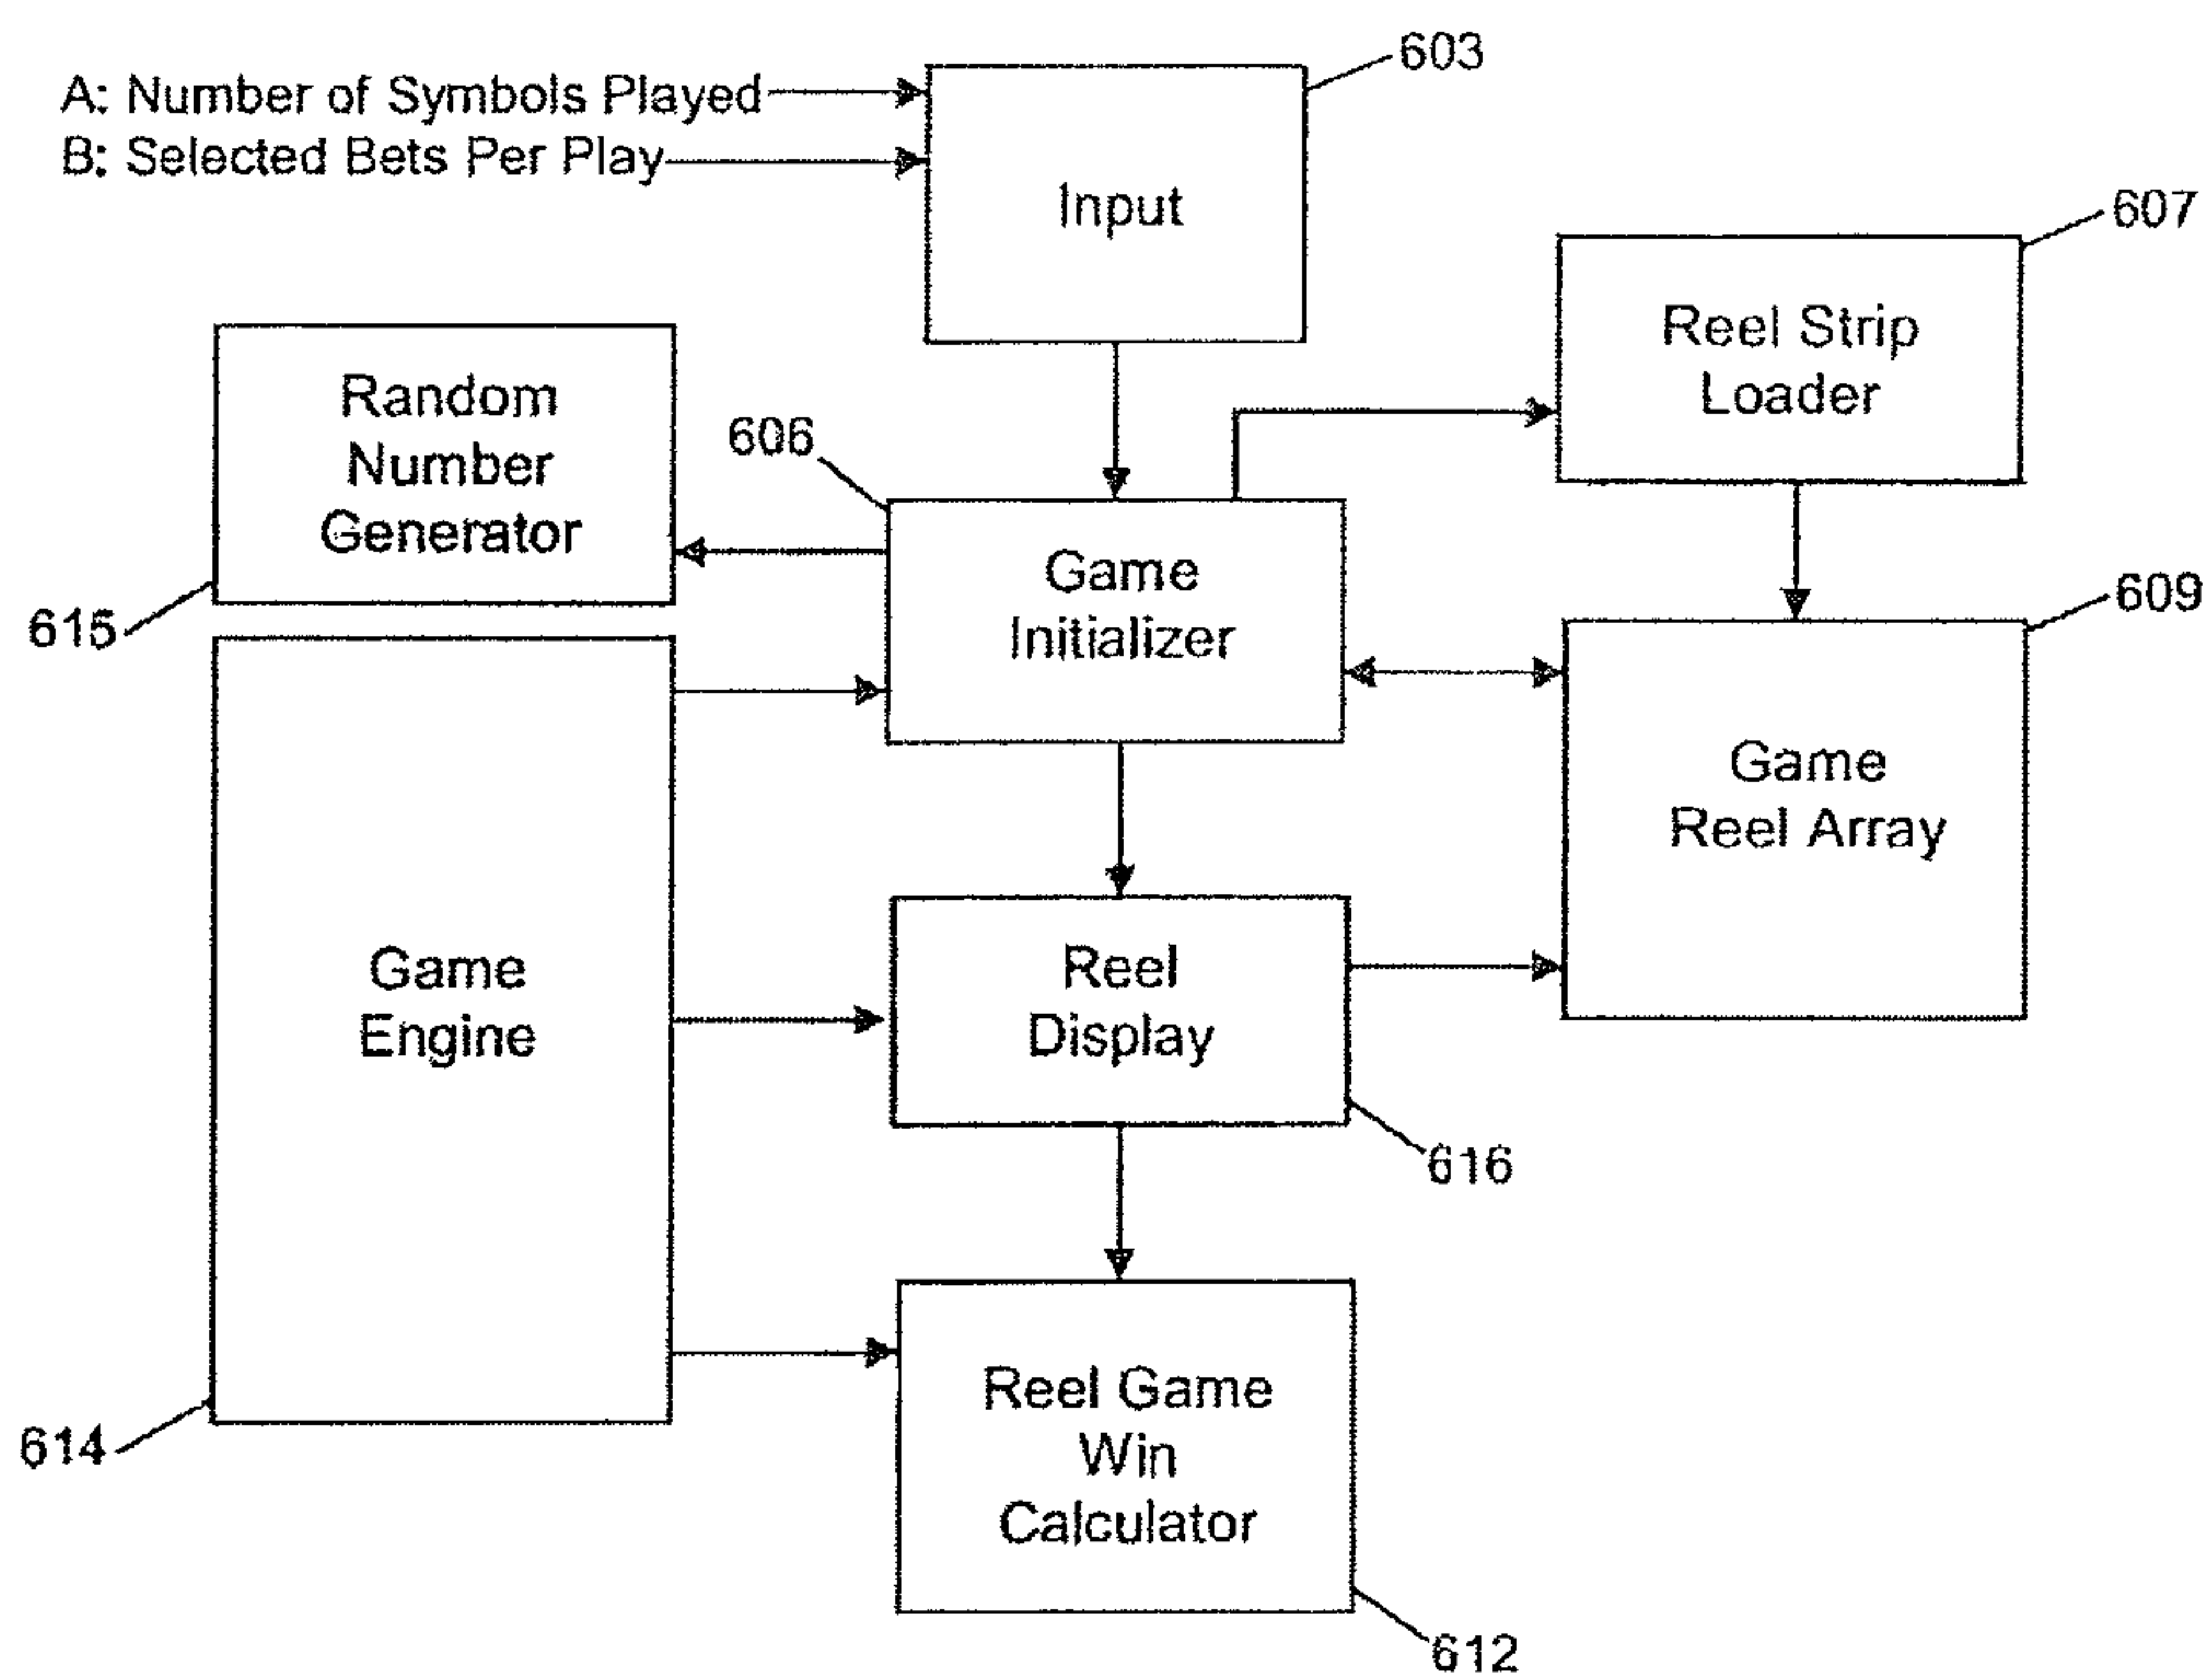 603
A: Number of Symbols Played
B: Selected Bets Per Play
Input
607
Reel Strip
Loader
Random
Number
Generator
615
606
Game
Initializer
609
Game
Reel Array
Game
Engine
614
Reel
Display
616
Reel Game
Win
Calculator
612